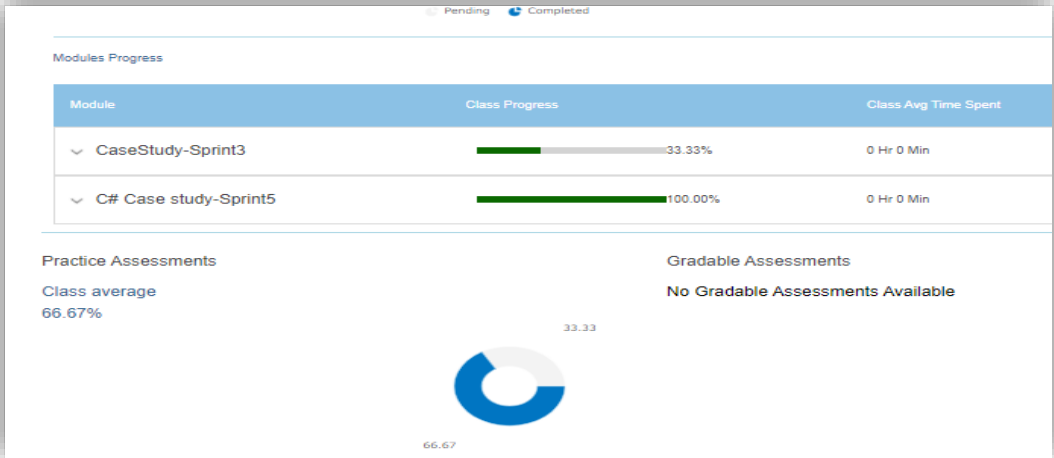 Pending Completed
Modules Progress
Module Class Progress Class Avg Time Spent
CaseStudy-Sprint3 33.33% 0 Hr 0 Min
C# Case study-Sprint5 100.00% 0 Hr 0 Min
Practice Assessments Gradable Assessments
Class average No Gradable Assessments Available
66.67%
33.33
66.67